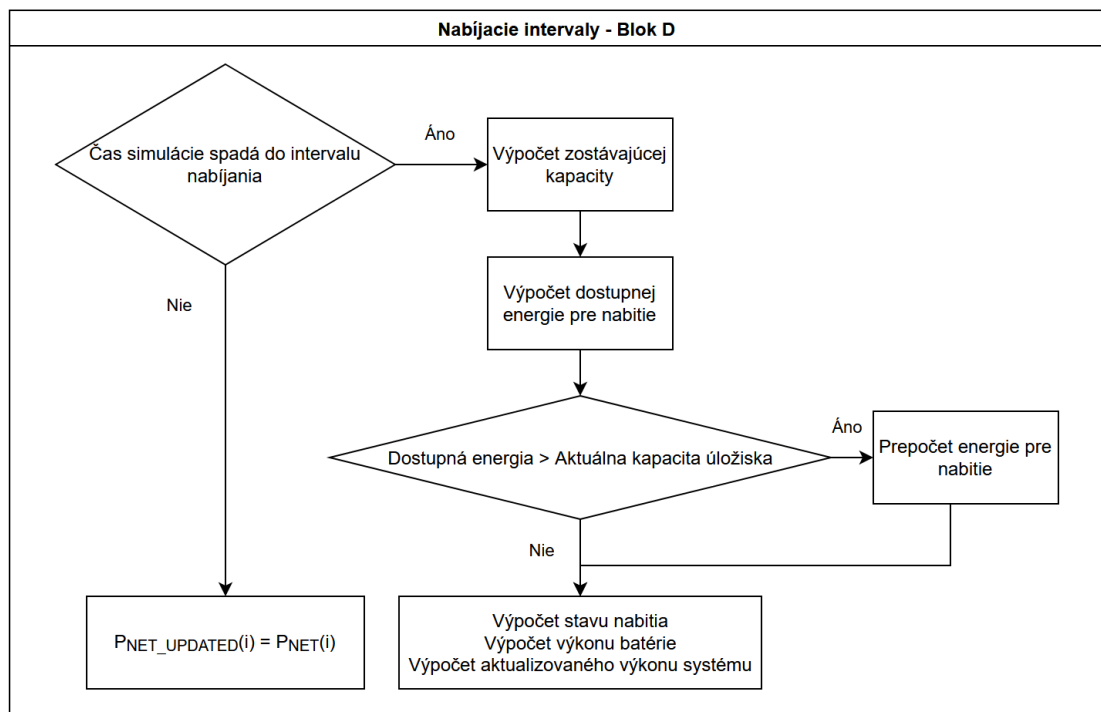 Nabíjacie intervaly - Blok D
Čas simulácie spadá do intervalu
nabíjania
Áno
Výpočet zostávajúcej
kapacity
Nie
Výpočet dostupnej
energie pre nabitie
Dostupná energia > Aktuálna kapacita úložiska
Áno
Prepočet energie pre
nabitie
Nie
PNET_UPDATED(i) = PNET(i)
Výpočet stavu nabitia
Výpočet výkonu batérie
Výpočet aktualizovaného výkonu systému